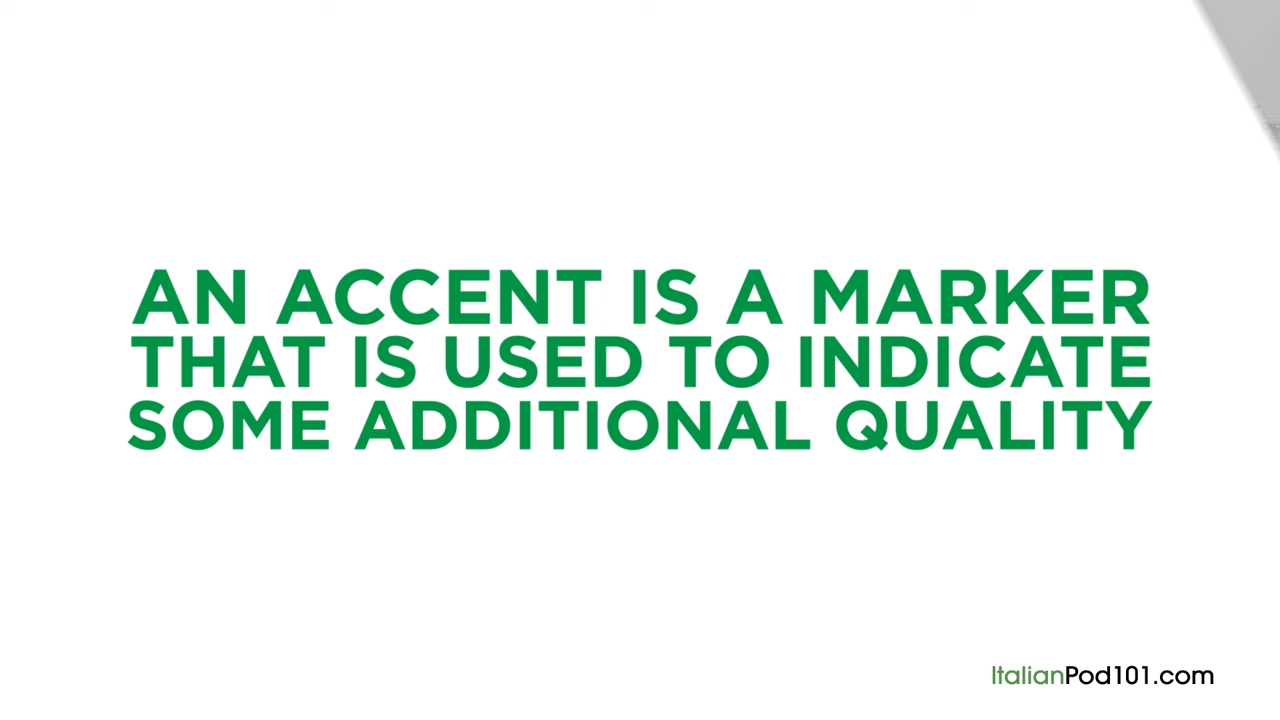 AN ACCENT IS A MARKER
THAT IS USED TO INDICATE
SOME ADDITIONAL QUALITY
ItalianPod101.com